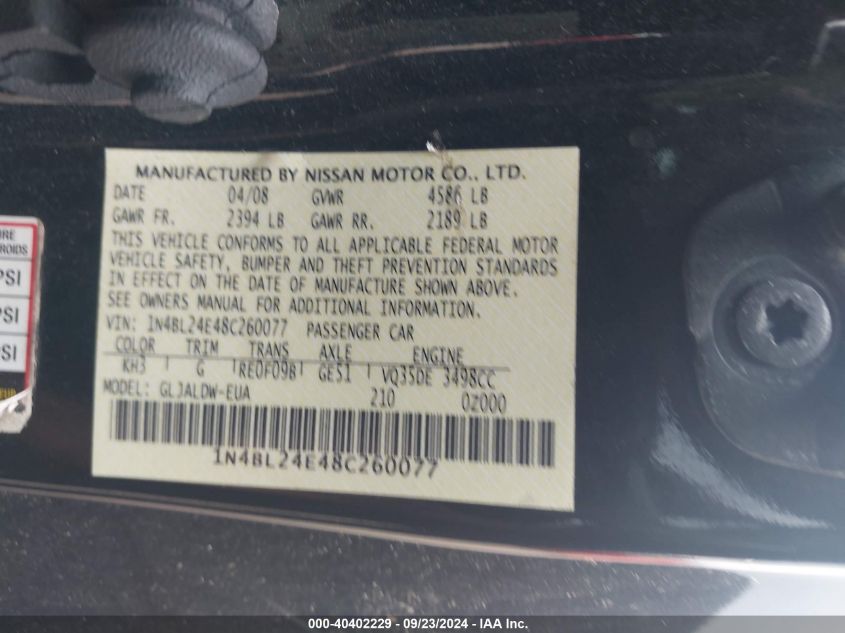 MANUFACTURED BY NISSAN MOTOR CO., LTD.
DATE 04/08 GVWR 4586 LB
GAWR FR. 2394 LB GAWR RR. 2189 LB
THIS VEHICLE CONFORMS TO ALL APPLICABLE FEDERAL MOTOR
VEHICLE SAFETY, BUMPER AND THEFT PREVENTION STANDARDS
IN EFFECT ON THE DATE OF MANUFACTURE SHOWN ABOVE.
SEE OWNERS MANUAL FOR ADDITIONAL INFORMATION.
VIN: 1N4BL24E48C260077 PASSENGER CAR
COLOR TRIM TRANS AXLE ENGINE
KH3 G RE0F09B GE51 VQ35DE 3498CC
MODEL: GLJALDW-EUA 210 02000
1N4BL24E48C260077
PSI
PSI
PSI
000-40402229 - 09/23/2024 - IAA Inc.